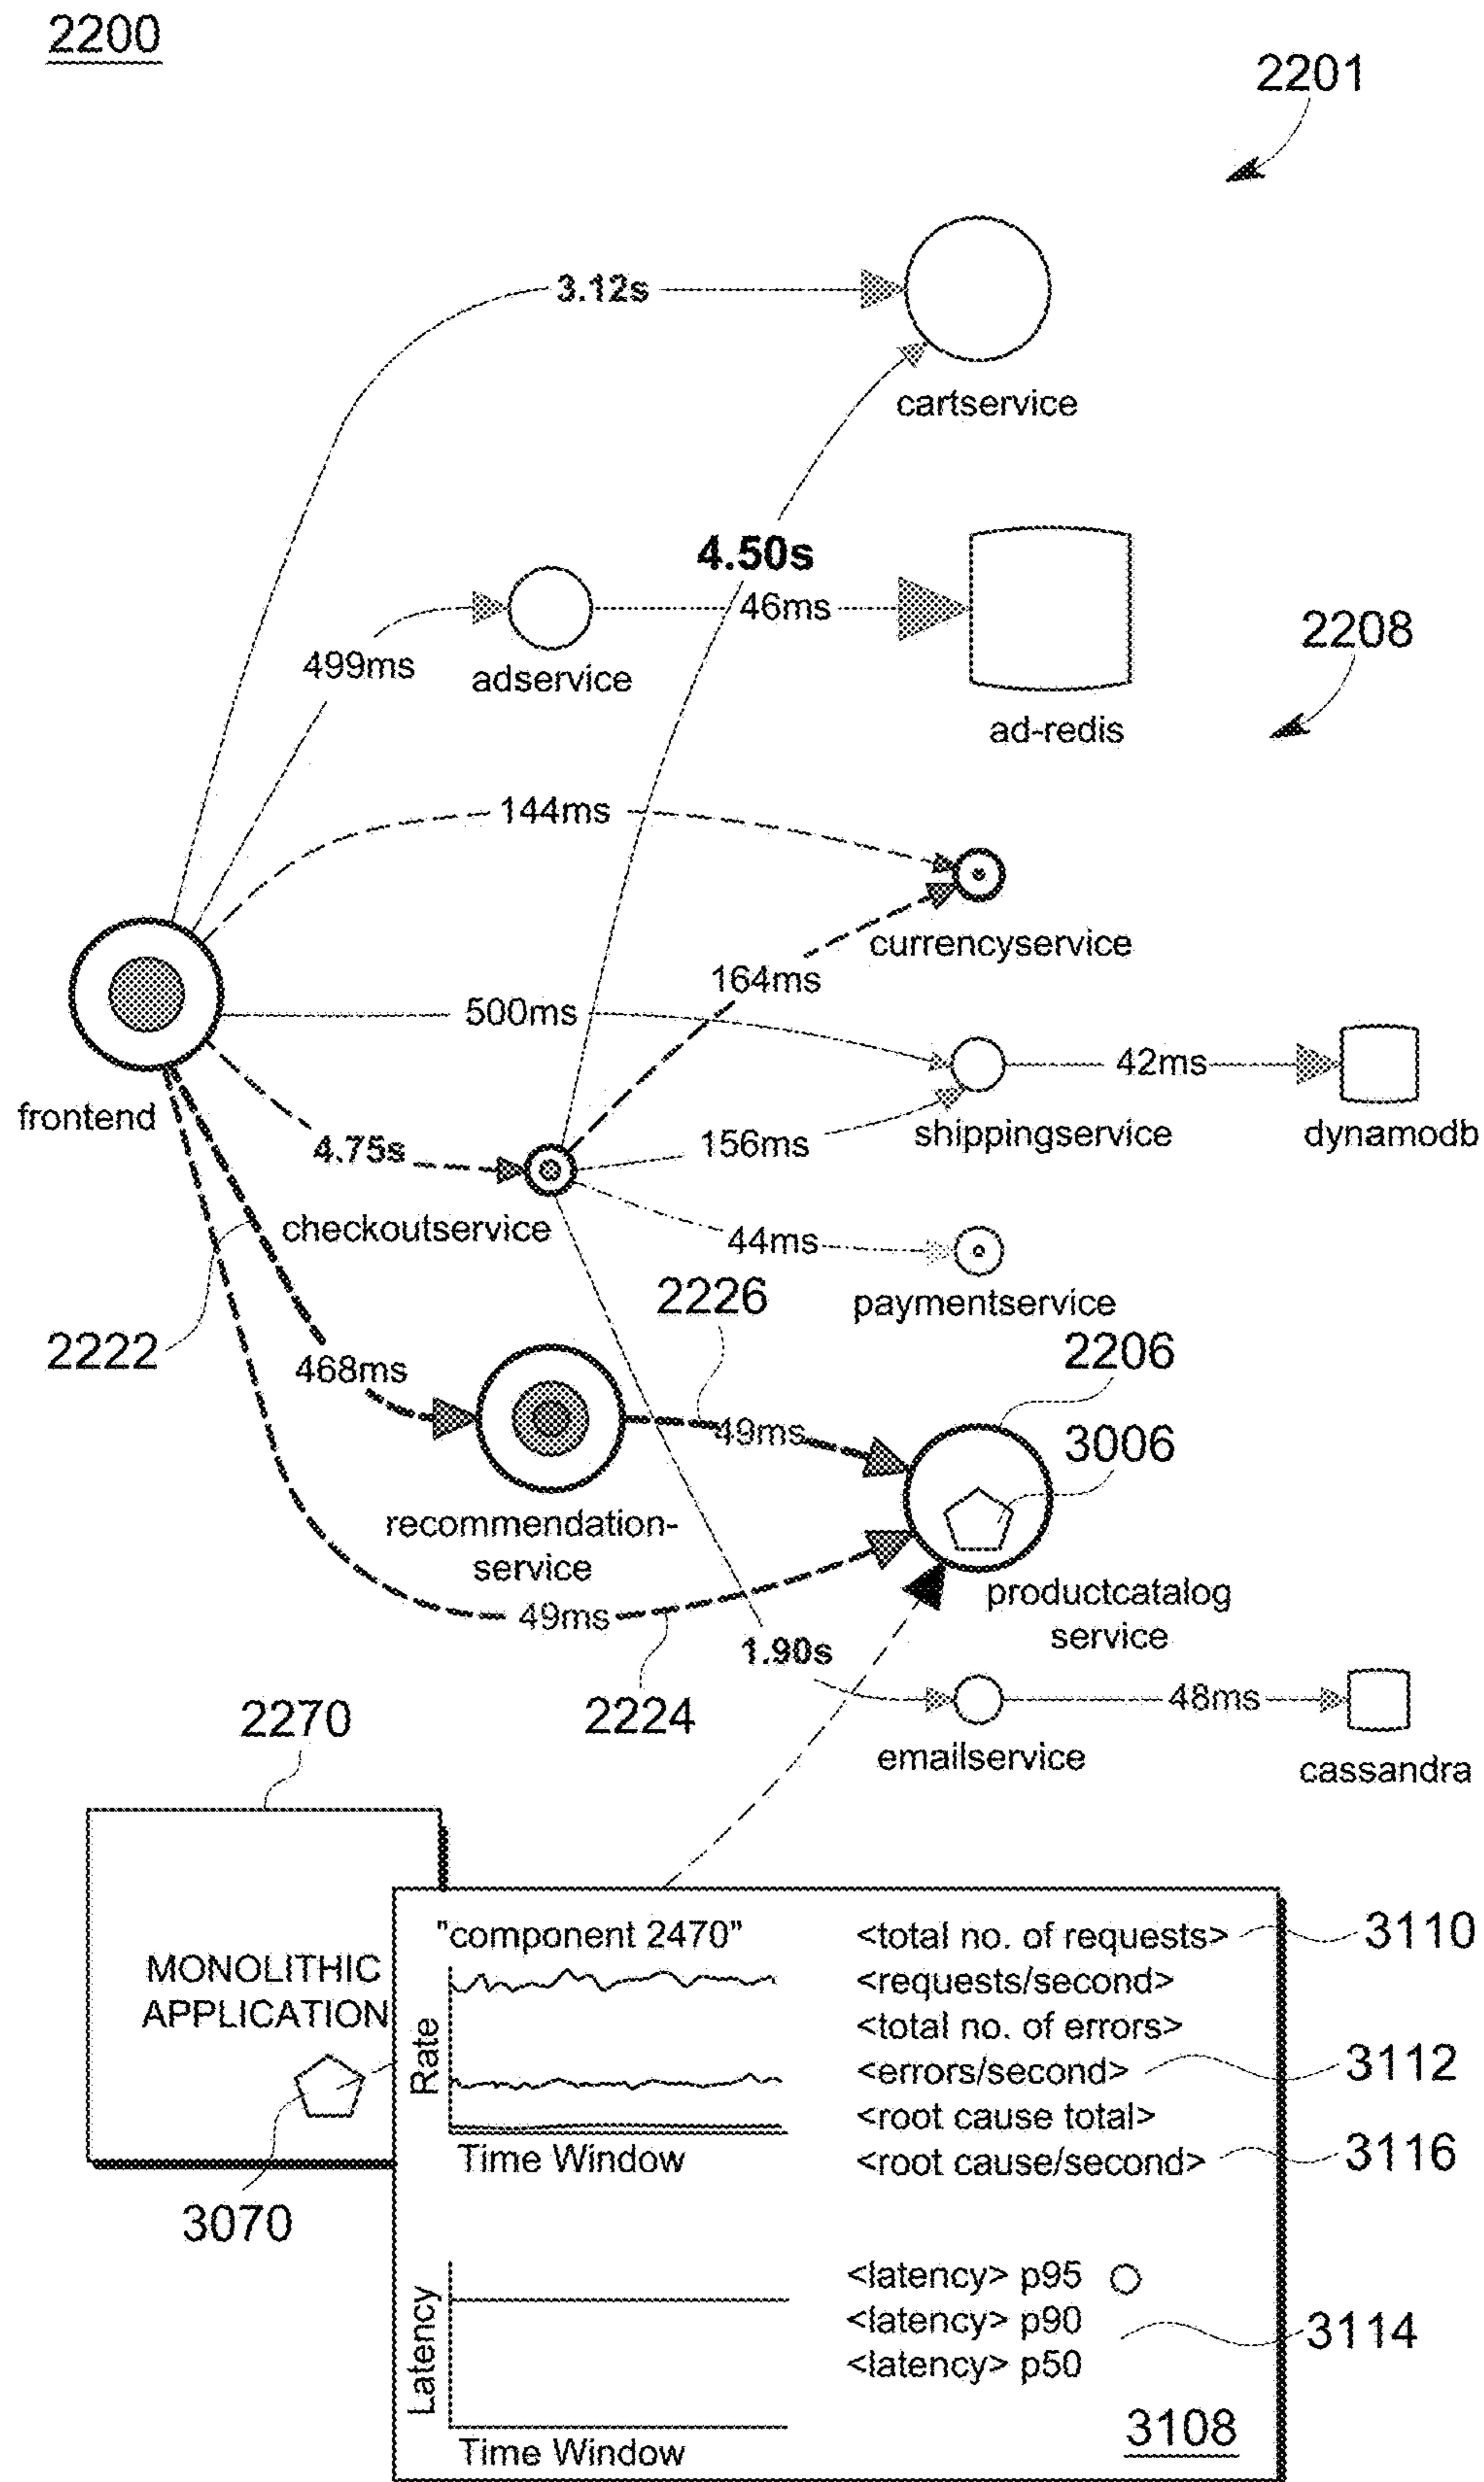 2200
2201
3.12s
cartservice
4.50s
46ms
2208
499ms
adservice
ad-redis
144ms
currencyservice
164ms
500ms
42ms
frontend
shippingservice
dynamodb
4.75s
156ms
checkoutservice
44ms
2226
paymentservice
2222
2206
468ms
49ms
3006
recommendation-
service
productcatalog
service
49ms
1.90s
2270
2224
48ms
emailservice
cassandra
"component 2470"
<total no. of requests>
3110
MONOLITHIC
APPLICATION
<requests/second>
<total no. of errors>
Rate
<errors/second>
3112
<root cause total>
Time Window
<root cause/second>
3116
3070
<latency> p95
<latency> p90
3114
Latency
<latency> p50
3108
Time Window